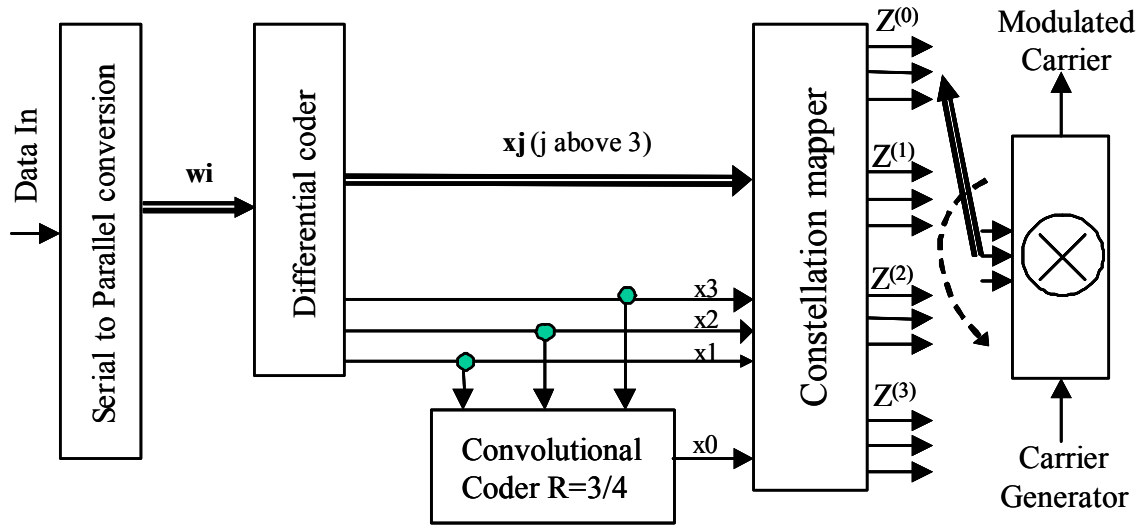 Data In
Serial to Parallel conversion
wi
Differential coder
xj (j above 3)
x3
x2
x1
Convolutional
Coder R=3/4
x0
Constellation mapper
Z(0)
Z(1)
Z(2)
Z(3)
Modulated
Carrier
Carrier
Generator